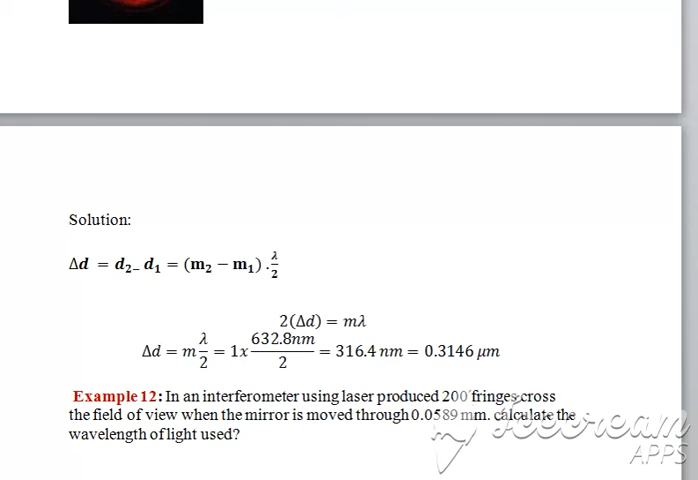 Solution:
Δd = d₂₋ d₁ = (m₂ − m₁) . λ/2
2(Δd) = mλ
Δd = m λ/2 = 1x 632.8nm/2 = 316.4 nm = 0.3146 μm
Example 12: In an interferometer using laser produced 200 fringes cross
the field of view when the mirror is moved through 0.0589 mm. calculate the
wavelength of light used?
Icecream
APPS